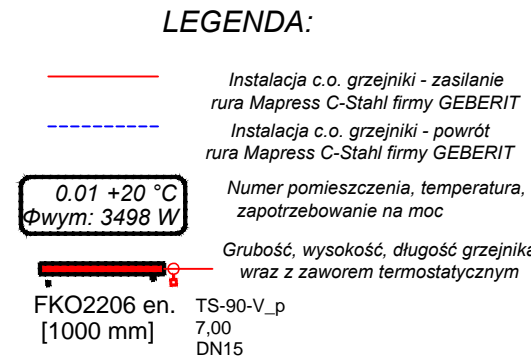 LEGENDA:
Instalacja c.o. grzejniki - zasilanie
rura Mapress C-Stahl firmy GEBERIT
Instalacja c.o. grzejniki - powrót
rura Mapress C-Stahl firmy GEBERIT
0.01 +20 °C
Φwym: 3498 W
Numer pomieszczenia, temperatura,
zapotrzebowanie na moc
Grubość, wysokość, długość grzejnika
wraz z zaworem termostatycznym
FKO2206 en.
[1000 mm]
TS-90-V_p
7,00
DN15